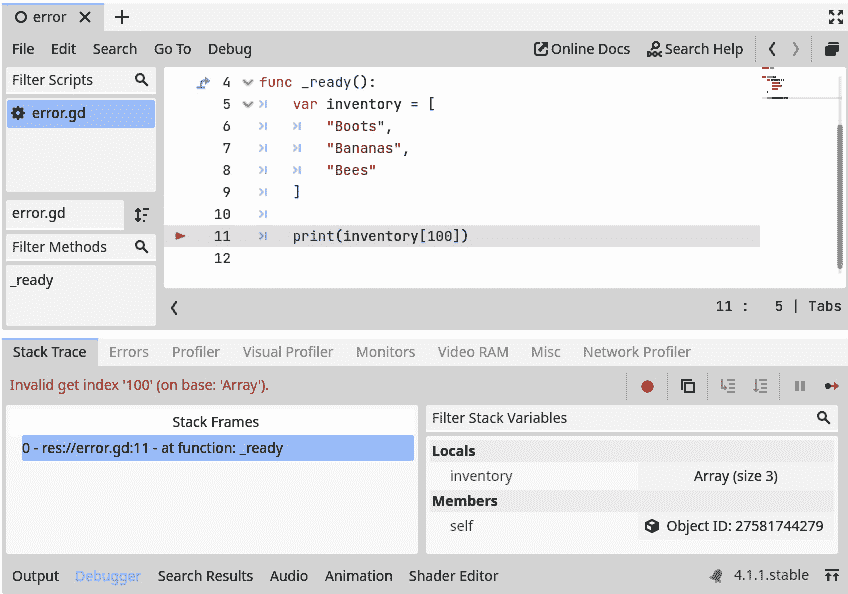 error
File Edit Search Go To Debug Online Docs Search Help
Filter Scripts
error.gd
error.gd
Filter Methods
_ready
4 func _ready():
5 var inventory = [
6 "Boots",
7 "Bananas",
8 "Bees"
9 ]
10
11 print(inventory[100])
12
11 : 5 | Tabs
Stack Trace Errors Profiler Visual Profiler Monitors Video RAM Misc Network Profiler
Invalid get index '100' (on base: 'Array').
Stack Frames
0 - res://error.gd:11 - at function: _ready
Filter Stack Variables
Locals
inventory Array (size 3)
Members
self Object ID: 27581744279
Output Debugger Search Results Audio Animation Shader Editor 4.1.1.stable